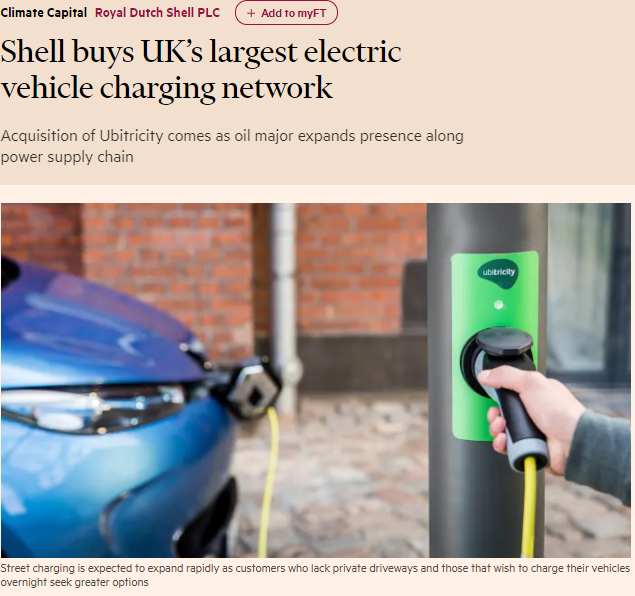 Climate Capital Royal Dutch Shell PLC + Add to myFT
Shell buys UK's largest electric
vehicle charging network
Acquisition of Ubitricity comes as oil major expands presence along
power supply chain
ubitricity
Street charging is expected to expand rapidly as customers who lack private driveways and those that wish to charge their vehicles
overnight seek greater options